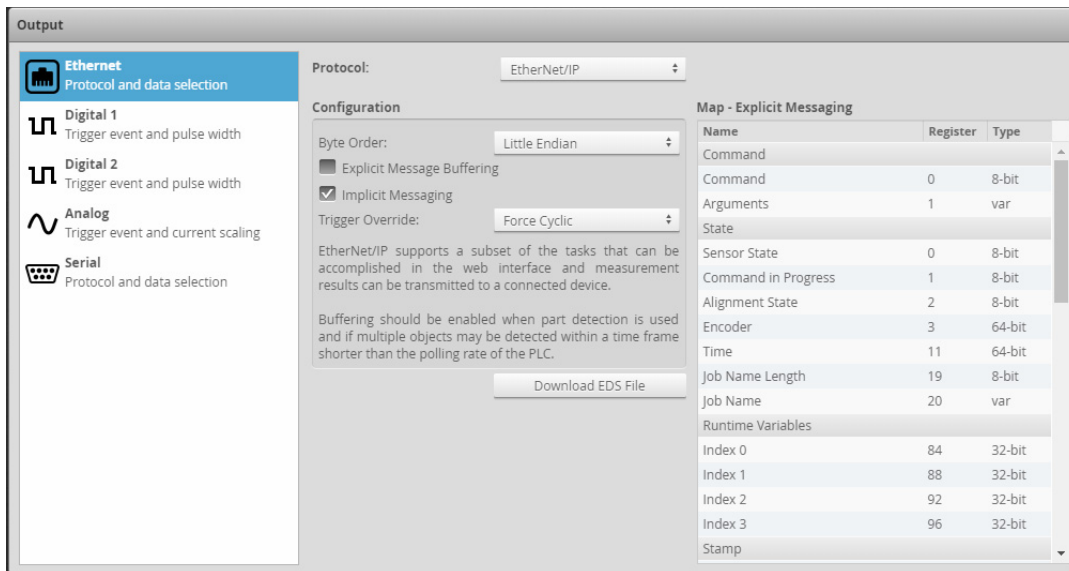 Output
Ethernet
Protocol and data selection
Digital 1
Trigger event and pulse width
Digital 2
Trigger event and pulse width
Analog
Trigger event and current scaling
Serial
Protocol and data selection
Protocol: EtherNet/IP
Configuration
Byte Order: Little Endian
Explicit Message Buffering
Implicit Messaging
Trigger Override: Force Cyclic
EtherNet/IP supports a subset of the tasks that can be
accomplished in the web interface and measurement
results can be transmitted to a connected device.
Buffering should be enabled when part detection is used
and if multiple objects may be detected within a time frame
shorter than the polling rate of the PLC.
Download EDS File
Map - Explicit Messaging
Name Register Type
Command
Command 0 8-bit
Arguments 1 var
State
Sensor State 0 8-bit
Command in Progress 1 8-bit
Alignment State 2 8-bit
Encoder 3 64-bit
Time 11 64-bit
Job Name Length 19 8-bit
Job Name 20 var
Runtime Variables
Index 0 84 32-bit
Index 1 88 32-bit
Index 2 92 32-bit
Index 3 96 32-bit
Stamp